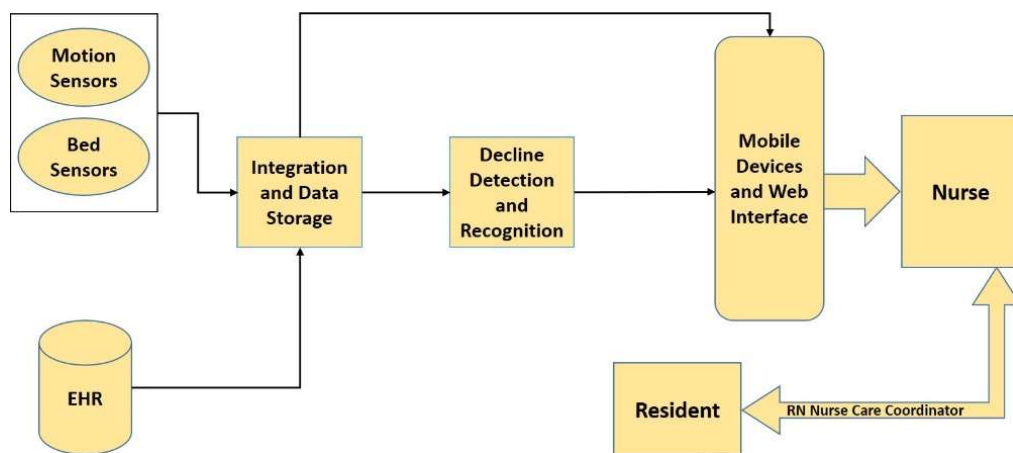 Motion
Sensors
Bed
Sensors
Integration
and Data
Storage
Decline
Detection
and
Recognition
Mobile
Devices
and Web
Interface
Nurse
EHR
Resident
RN Nurse Care Coordinator